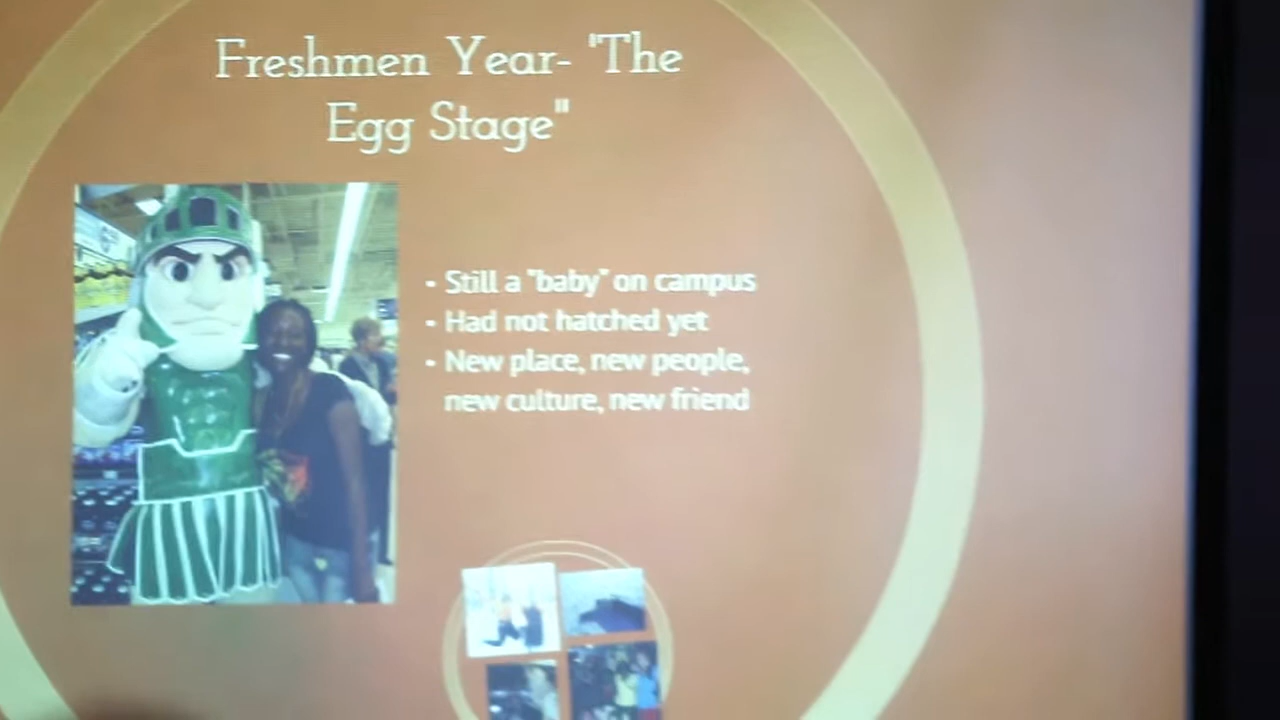 Freshmen Year- 'The
Egg Stage"
• Still a "baby" on campus
• Had not hatched yet
• New place, new people,
new culture, new friend